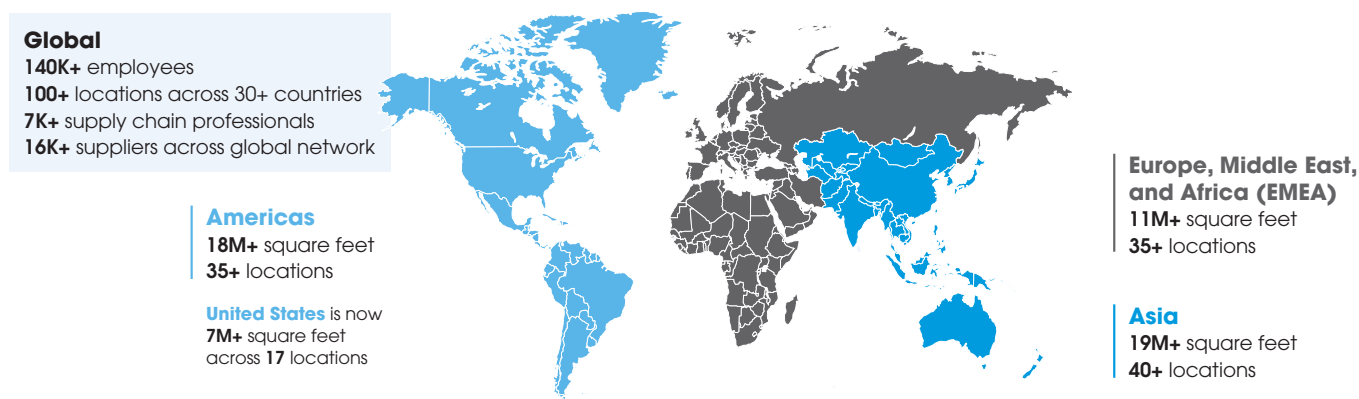 Global
140K+ employees
100+ locations across 30+ countries
7K+ supply chain professionals
16K+ suppliers across global network
Americas
18M+ square feet
35+ locations
United States is now
7M+ square feet
across 17 locations
Europe, Middle East,
and Africa (EMEA)
11M+ square feet
35+ locations
Asia
19M+ square feet
40+ locations